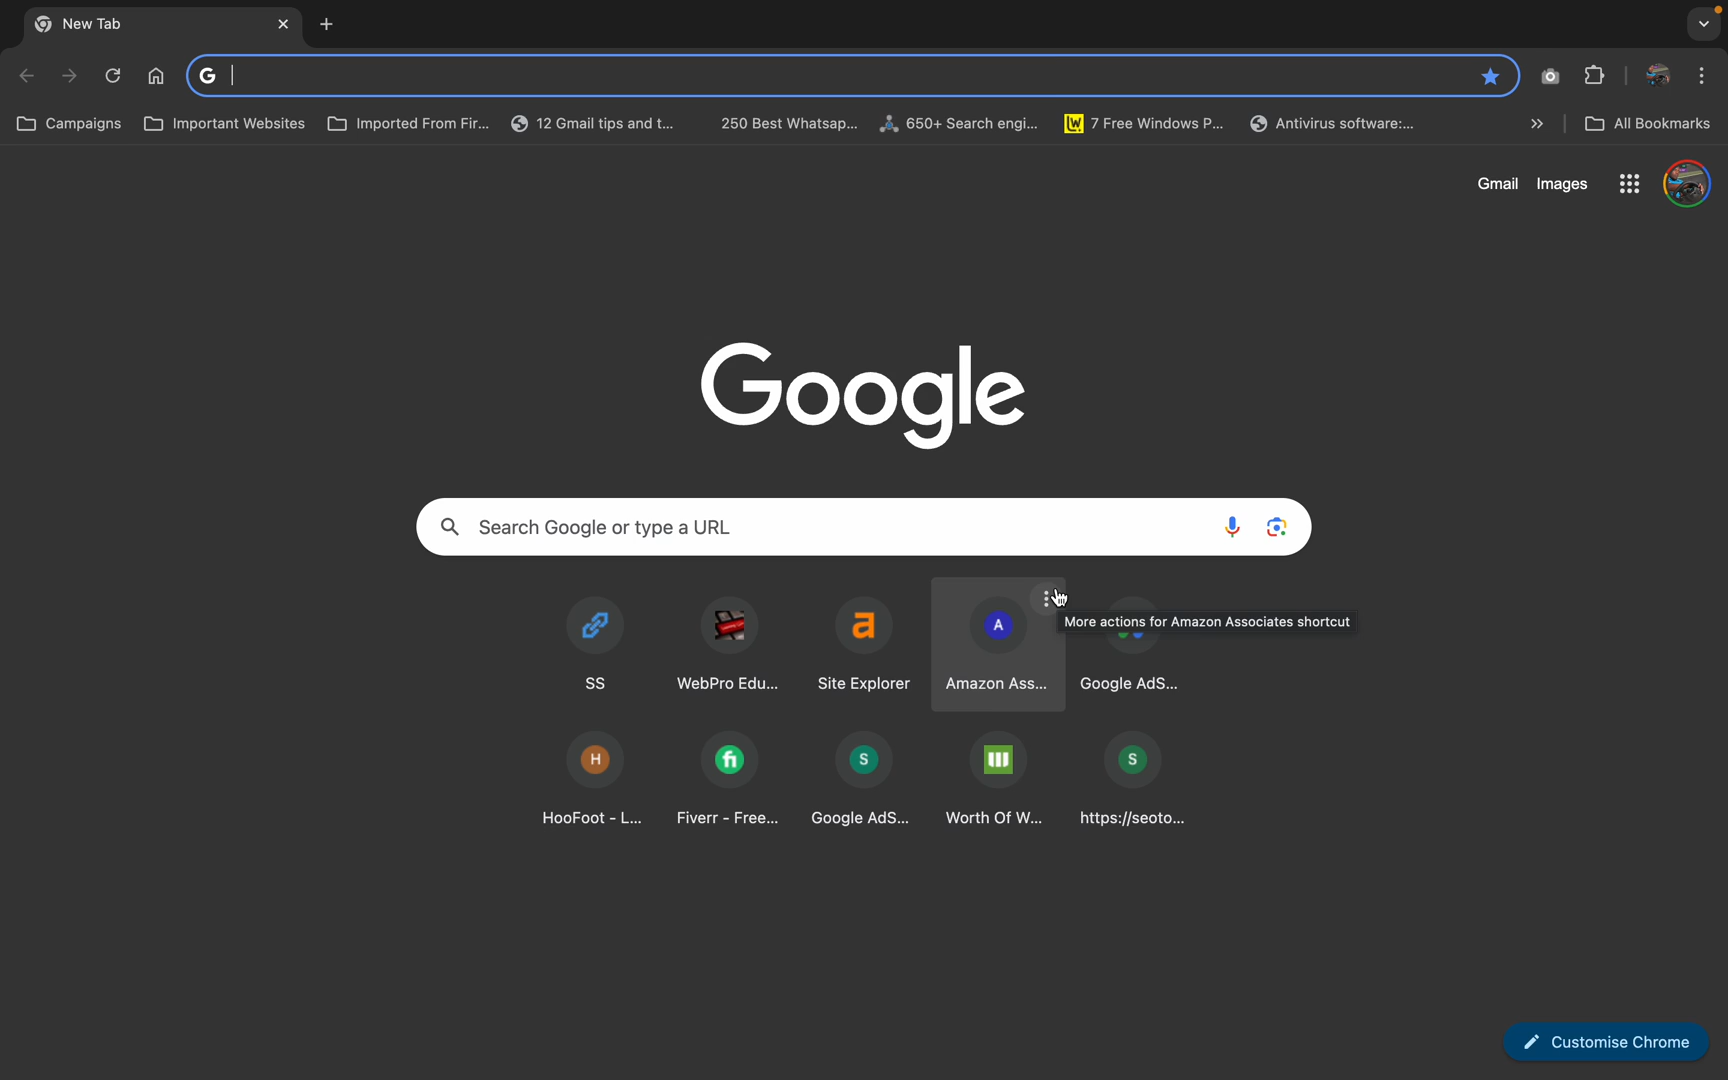 New Tab
Campaigns Important Websites Imported From Fir... 12 Gmail tips and t... 250 Best Whatsap... 650+ Search engi... 7 Free Windows P... Antivirus software:... » All Bookmarks
Gmail Images
Google
Search Google or type a URL
A
More actions for Amazon Associates shortcut
SS WebPro Edu... Site Explorer Amazon Ass... Google AdS...
H fi S S
HooFoot - L... Fiverr - Free... Google AdS... Worth Of W... https://seoto...
Customise Chrome